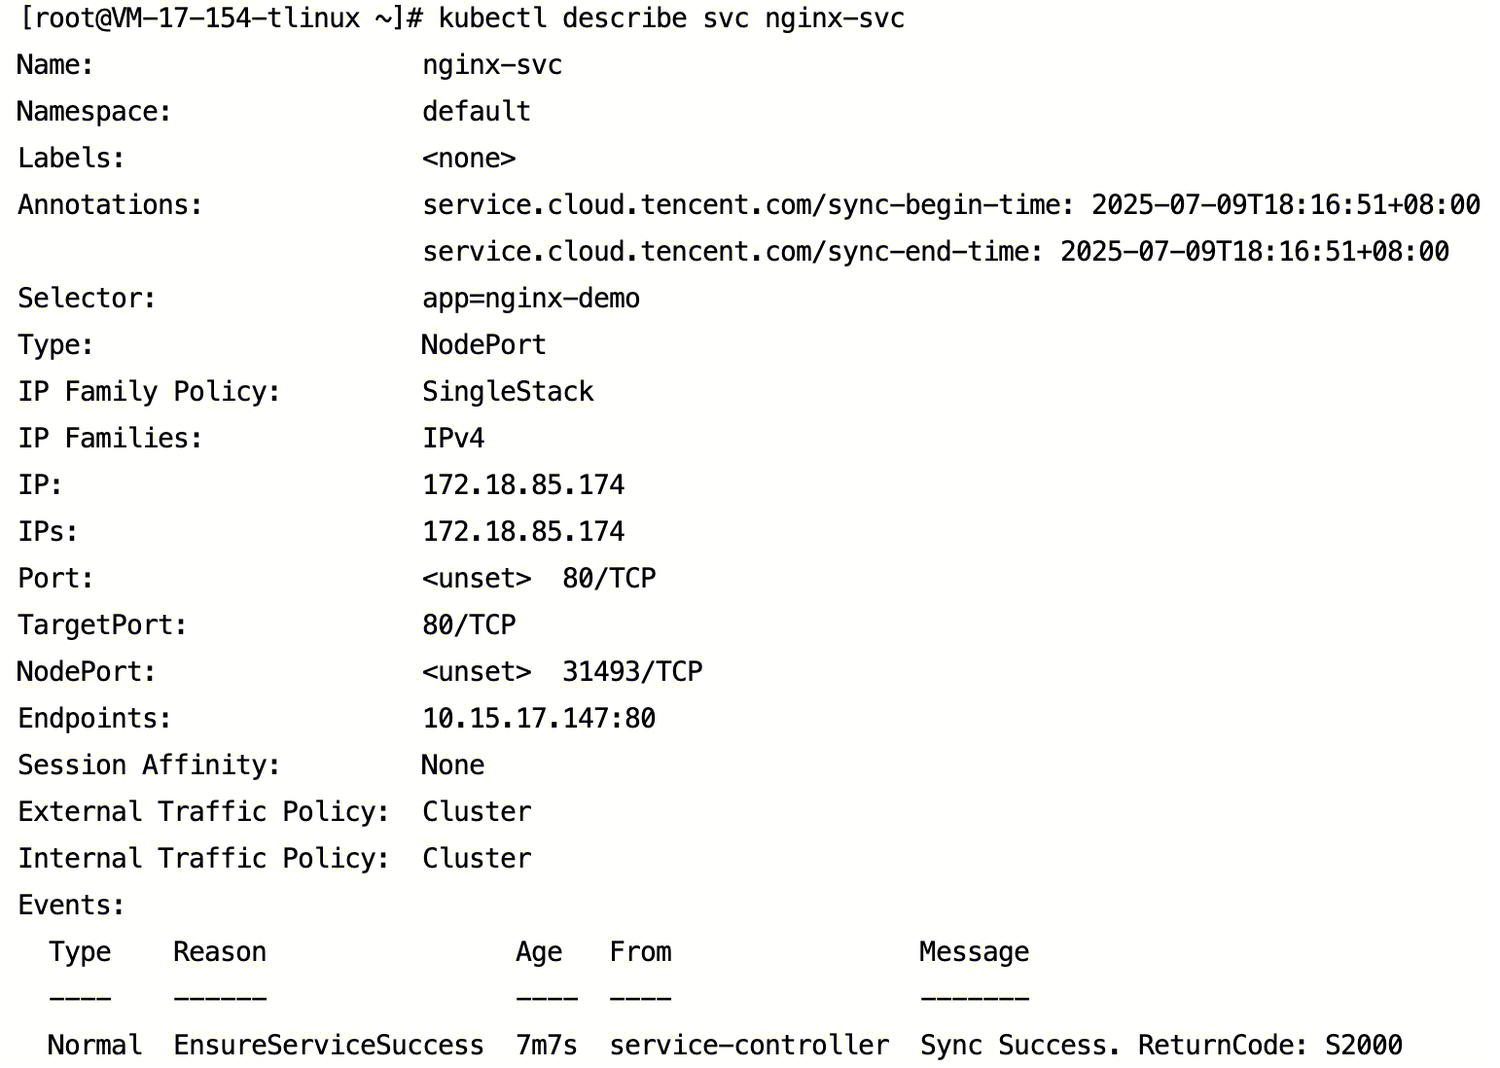 [root@VM-17-154-tlinux ~]# kubectl describe svc nginx-svc
Name:                     nginx-svc
Namespace:                default
Labels:                   <none>
Annotations:              service.cloud.tencent.com/sync-begin-time: 2025-07-09T18:16:51+08:00
                          service.cloud.tencent.com/sync-end-time: 2025-07-09T18:16:51+08:00
Selector:                 app=nginx-demo
Type:                     NodePort
IP Family Policy:         SingleStack
IP Families:              IPv4
IP:                       172.18.85.174
IPs:                      172.18.85.174
Port:                     <unset>  80/TCP
TargetPort:               80/TCP
NodePort:                 <unset>  31493/TCP
Endpoints:                10.15.17.147:80
Session Affinity:         None
External Traffic Policy:  Cluster
Internal Traffic Policy:  Cluster
Events:
  Type    Reason                Age   From                Message
  ----    ------                ----  ----                -------
  Normal  EnsureServiceSuccess  7m7s  service-controller  Sync Success. ReturnCode: S2000